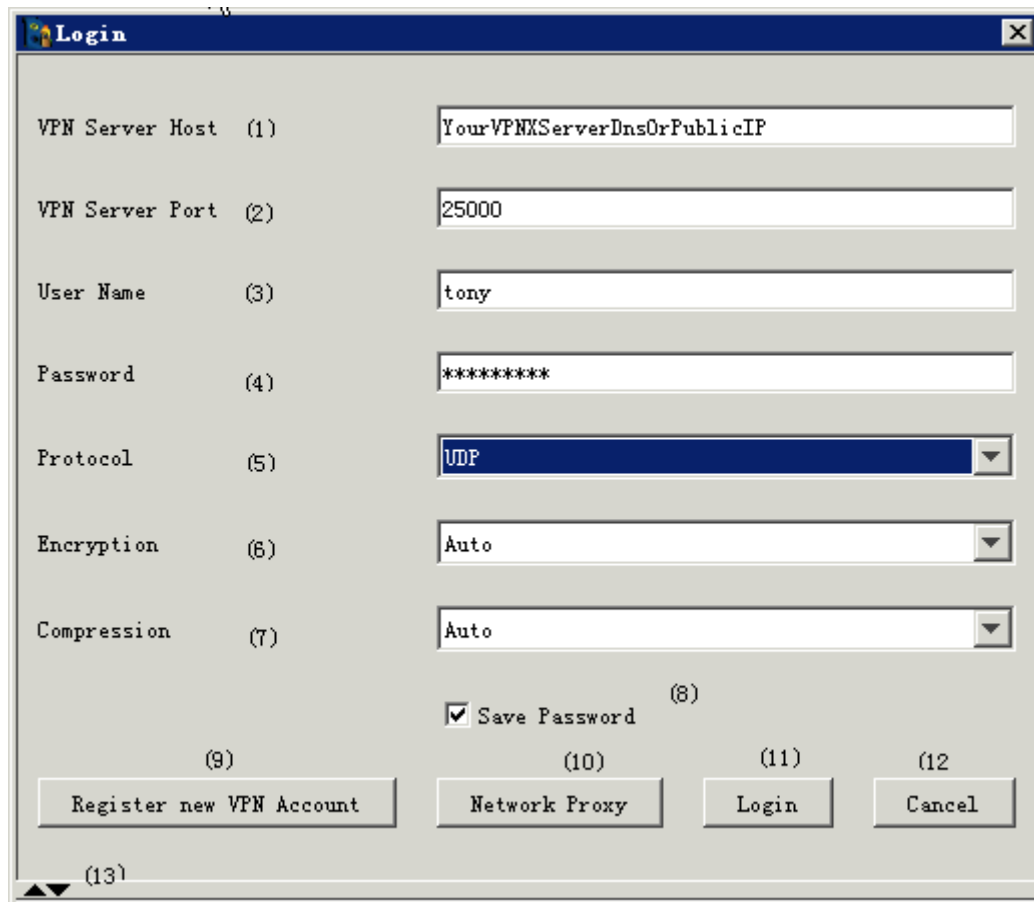 Login
VPN Server Host (1) YourVPNXServerDnsOrPublicIP
VPN Server Port (2) 25000
User Name (3) tony
Password (4) *********
Protocol (5) UDP
Encryption (6) Auto
Compression (7) Auto
(8)
Save Password
(9) (10) (11) (12
Register new VPN Account Network Proxy Login Cancel
(13)